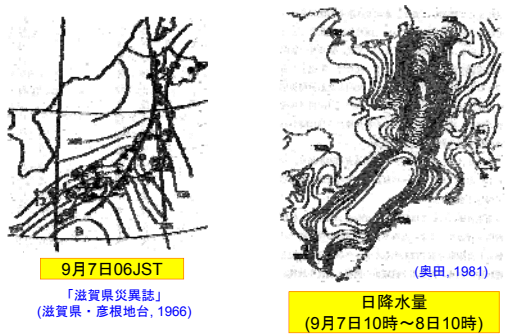 9月7日06JST
「滋賀県災異誌」
(滋賀県・彦根地台, 1966)
(奥田, 1981)
日降水量
(9月7日10時~8日10時)